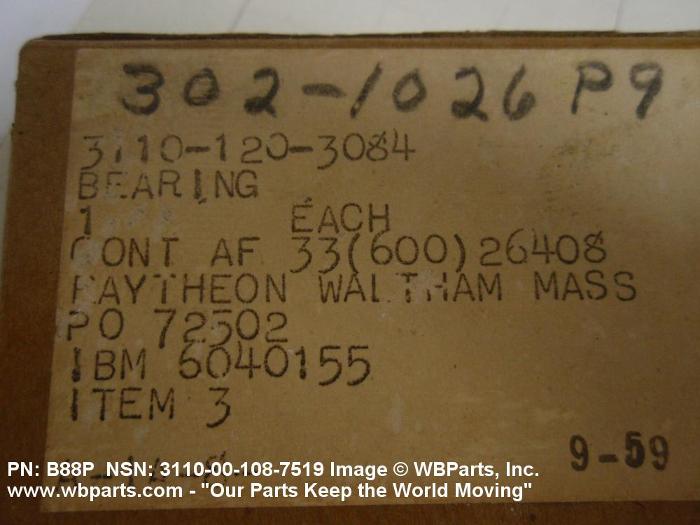 302-1026 P9
3110-120-3084
BEARING
1 EACH
CONT AF 33(600)26408
RAYTHEON WALTHAM MASS
PO 72502
IBM 6040155
ITEM 3
9-59
PN: B88P NSN: 3110-00-108-7519 Image © WBParts, Inc.
www.wbparts.com - "Our Parts Keep the World Moving"